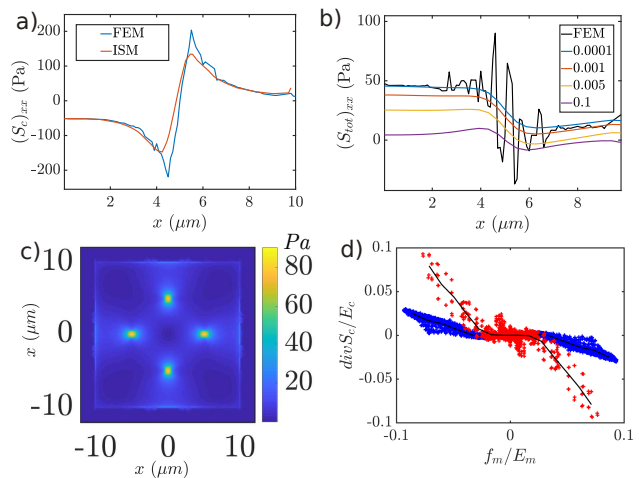 a)
200
100
0
-100
-200
(S_c)_xx (Pa)
FEM
ISM
2
4
6
8
10
x (μm)
b)
100
50
0
(S_tot)_xx (Pa)
FEM
0.0001
0.001
0.005
0.1
0
2
4
6
8
x (μm)
c)
10
0
-10
x (μm)
-10
0
10
x (μm)
Pa
80
60
40
20
d)
0.1
0.05
0
-0.05
-0.1
divS_c/E_c
-0.1
0
0.1
f_m/E_m